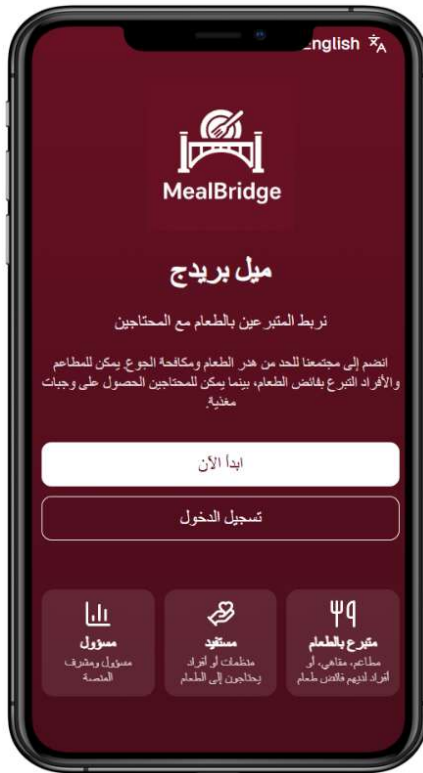 English
MealBridge
ميل بريدج
نربط المتبرعين بالطعام مع المحتاجين
انضم إلى مجتمعنا للحد من هدر الطعام ومكافحة الجوع. يمكن للمطاعم
والأفراد التبرع بفائض الطعام، بينما يمكن للمحتاجين الحصول على وجبات
مغذية.
ابدأ الآن
تسجيل الدخول
متبرع بالطعام
مطاعم، مقاهي، أو
أفراد لديهم فائض طعام
مستفيد
منظمات أو أفراد
يحتاجون إلى الطعام
مسؤول
مسؤول ومشرف
المنصة